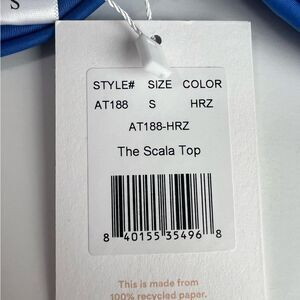 S
STYLE# SIZE COLOR
AT188 S HRZ
AT188-HRZ
The Scala Top
8 40155 35496 8
This is made from
100% recycled paper.